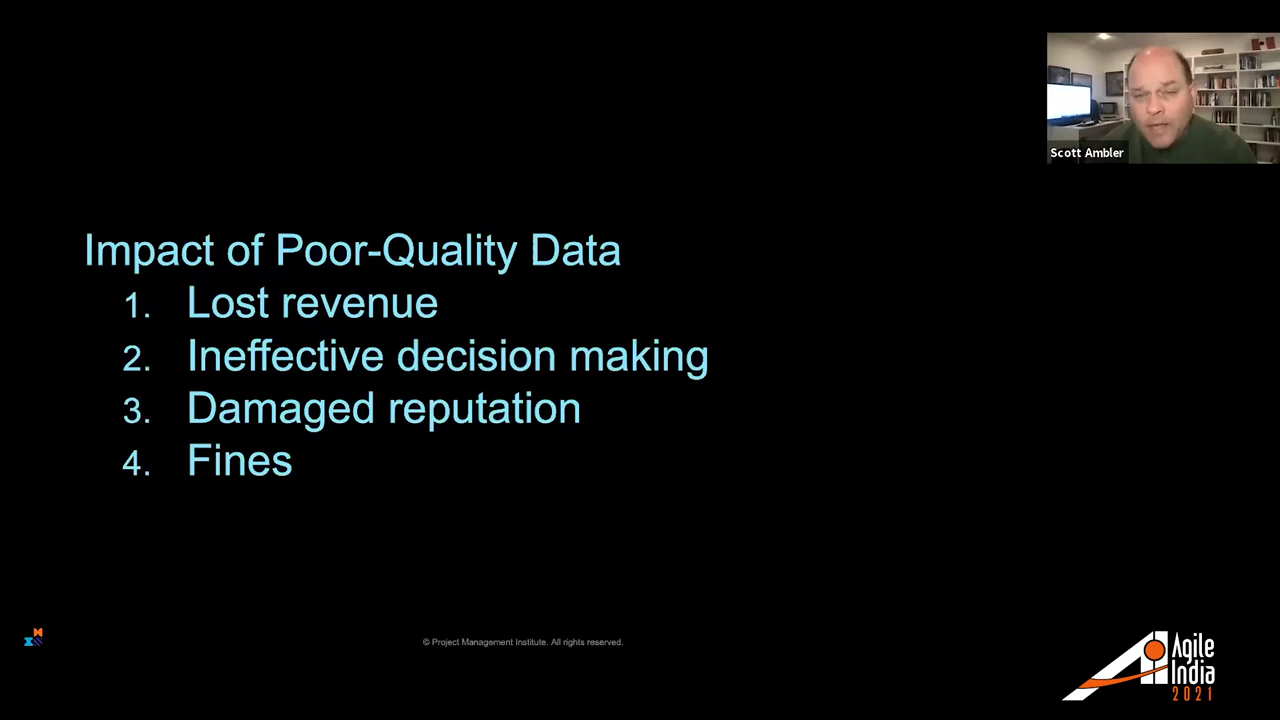 Scott Ambler
Impact of Poor-Quality Data
1. Lost revenue
2. Ineffective decision making
3. Damaged reputation
4. Fines
© Project Management Institute. All rights reserved.
Agile
India
2021